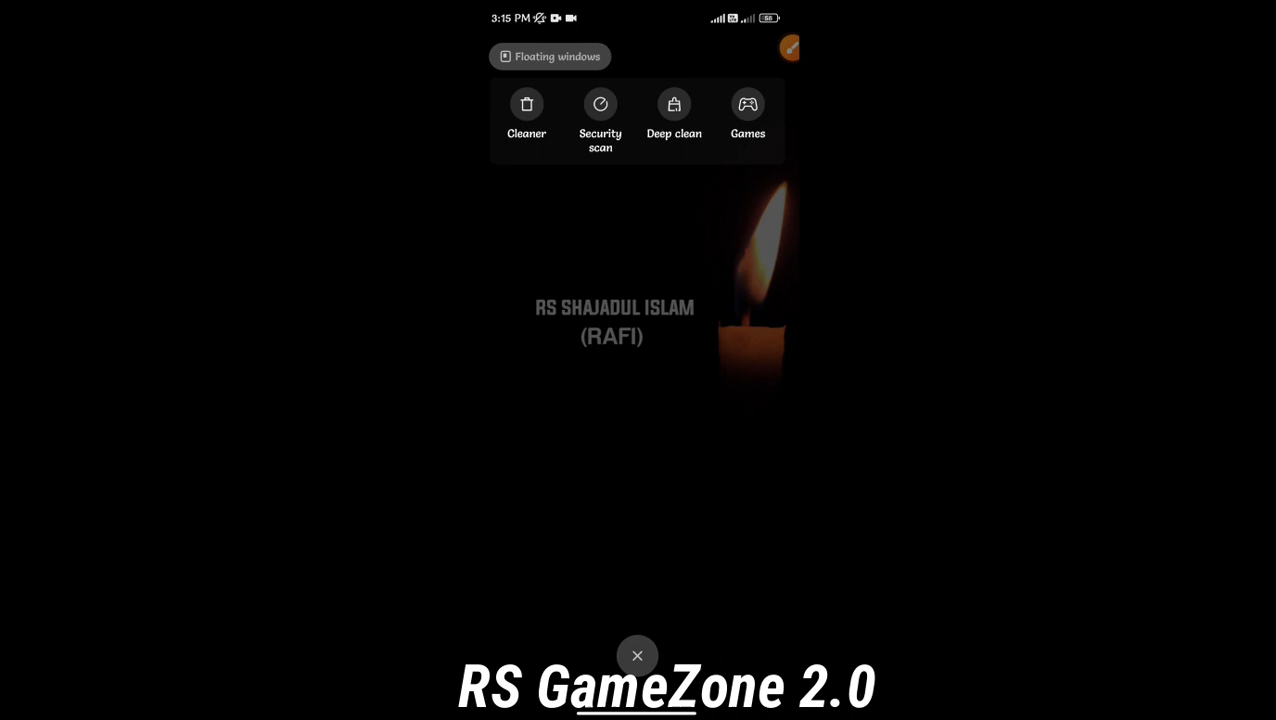 3:15 PM
58
Floating windows
Cleaner
Security
scan
Deep clean
Games
RS SHAJADUL ISLAM
(RAFI)
RS GameZone 2.0